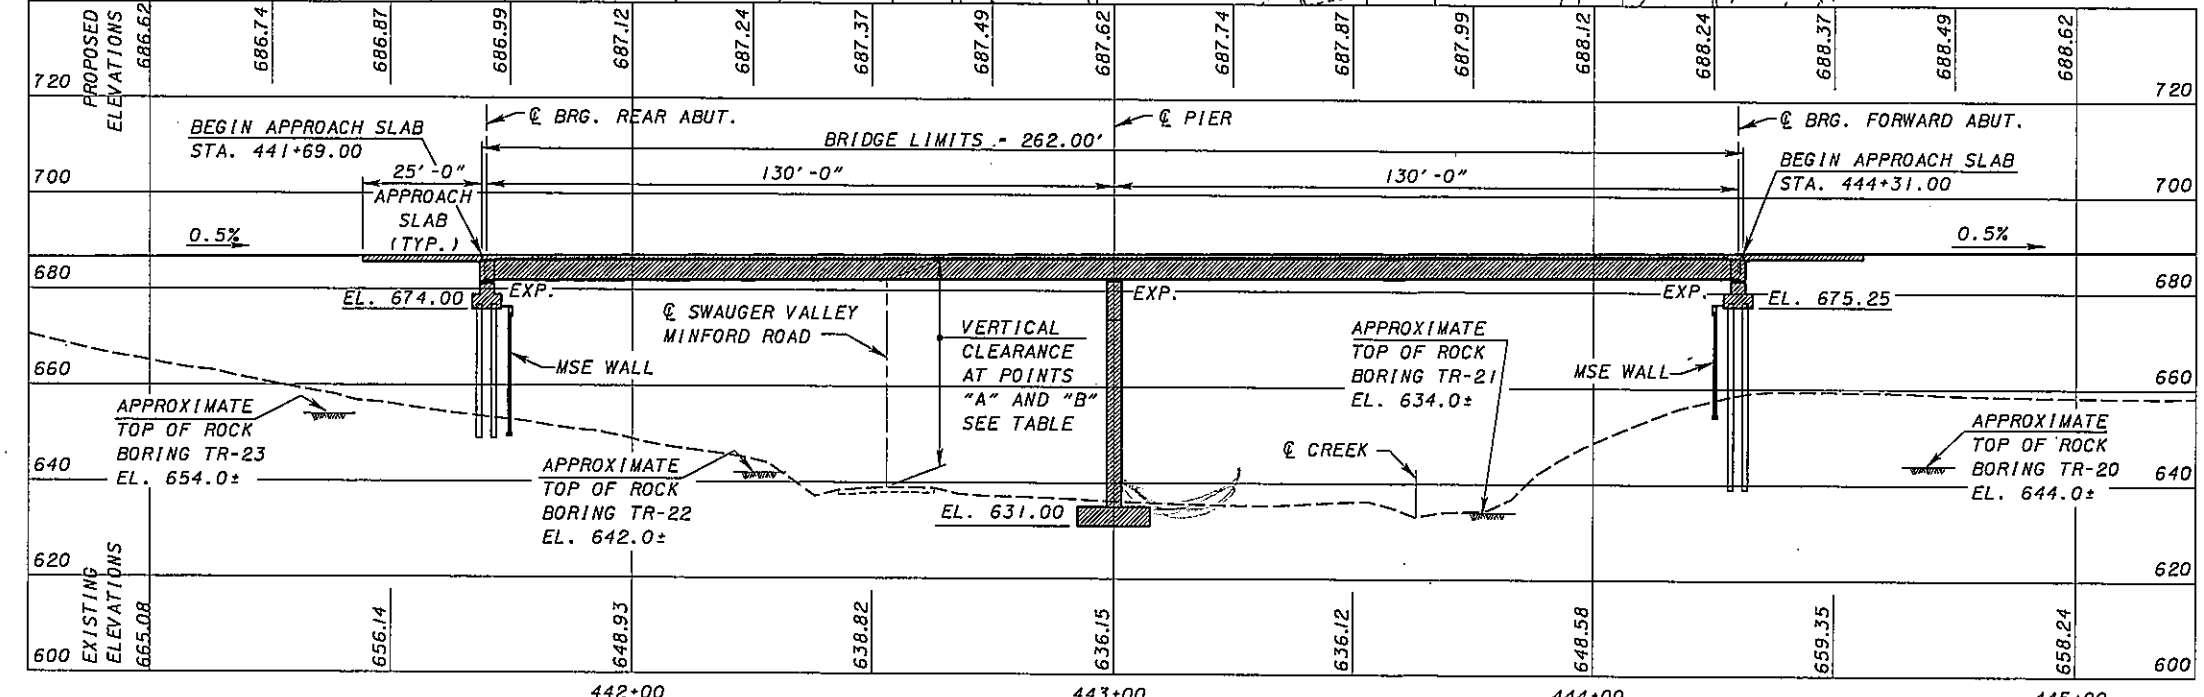 PROPOSED
ELEVATIONS
686.62
686.74
686.87
686.99
687.12
687.24
687.37
687.49
687.62
687.74
687.87
687.99
688.12
688.24
688.37
688.49
688.62
720
720
BEGIN APPROACH SLAB
STA. 441+69.00
℄ BRG. REAR ABUT.
BRIDGE LIMITS = 262.00'
℄ PIER
℄ BRG. FORWARD ABUT.
BEGIN APPROACH SLAB
STA. 444+31.00
700
25'-0"
130'-0"
130'-0"
700
APPROACH
SLAB
(TYP.)
0.5%
0.5%
680
EL. 674.00
EXP.
EXP.
EXP.
EL. 675.25
680
℄ SWAUGER VALLEY
MINFORD ROAD
VERTICAL
CLEARANCE
AT POINTS
"A" AND "B"
SEE TABLE
APPROXIMATE
TOP OF ROCK
BORING TR-21
EL. 634.0±
MSE WALL
MSE WALL
660
660
APPROXIMATE
TOP OF ROCK
BORING TR-23
EL. 654.0±
APPROXIMATE
TOP OF ROCK
BORING TR-22
EL. 642.0±
℄ CREEK
APPROXIMATE
TOP OF ROCK
BORING TR-20
EL. 644.0±
640
640
EL. 631.00
620
620
EXISTING
ELEVATIONS
665.08
656.14
648.93
638.82
636.15
636.12
648.58
659.35
658.24
600
600
442+00
443+00
444+00
445+00